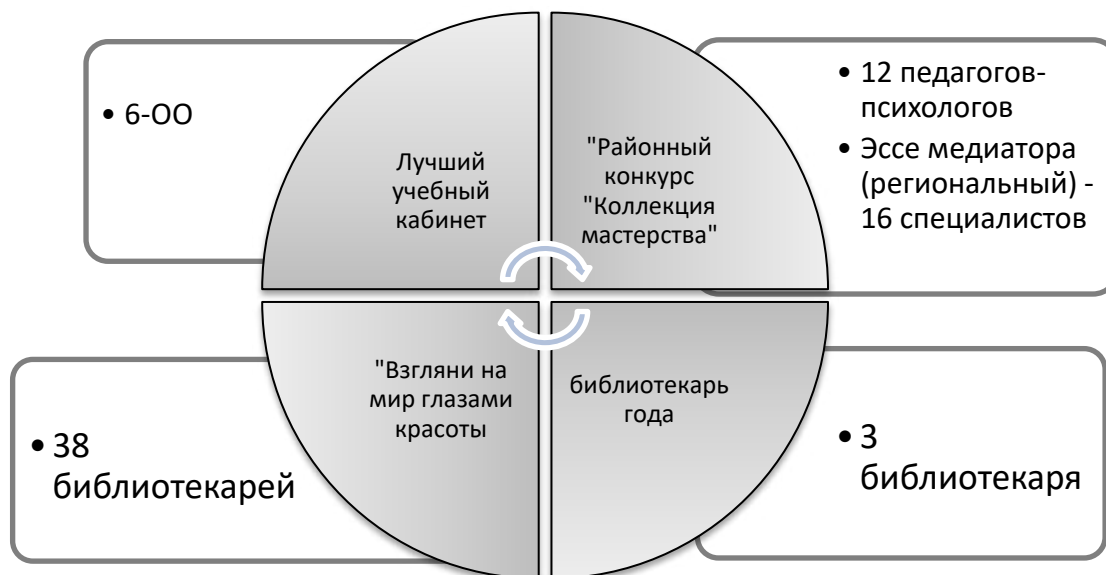 • 6-ОО
Лучший
учебный
кабинет
"Районный
конкурс
"Коллекция
мастерства"
• 12 педагогов-
психологов
• Эссе медиатора
(региональный) -
16 специалистов
• 38
библиотекарей
"Взгляни на
мир глазами
красоты
библиотекарь
года
• 3
библиотекаря